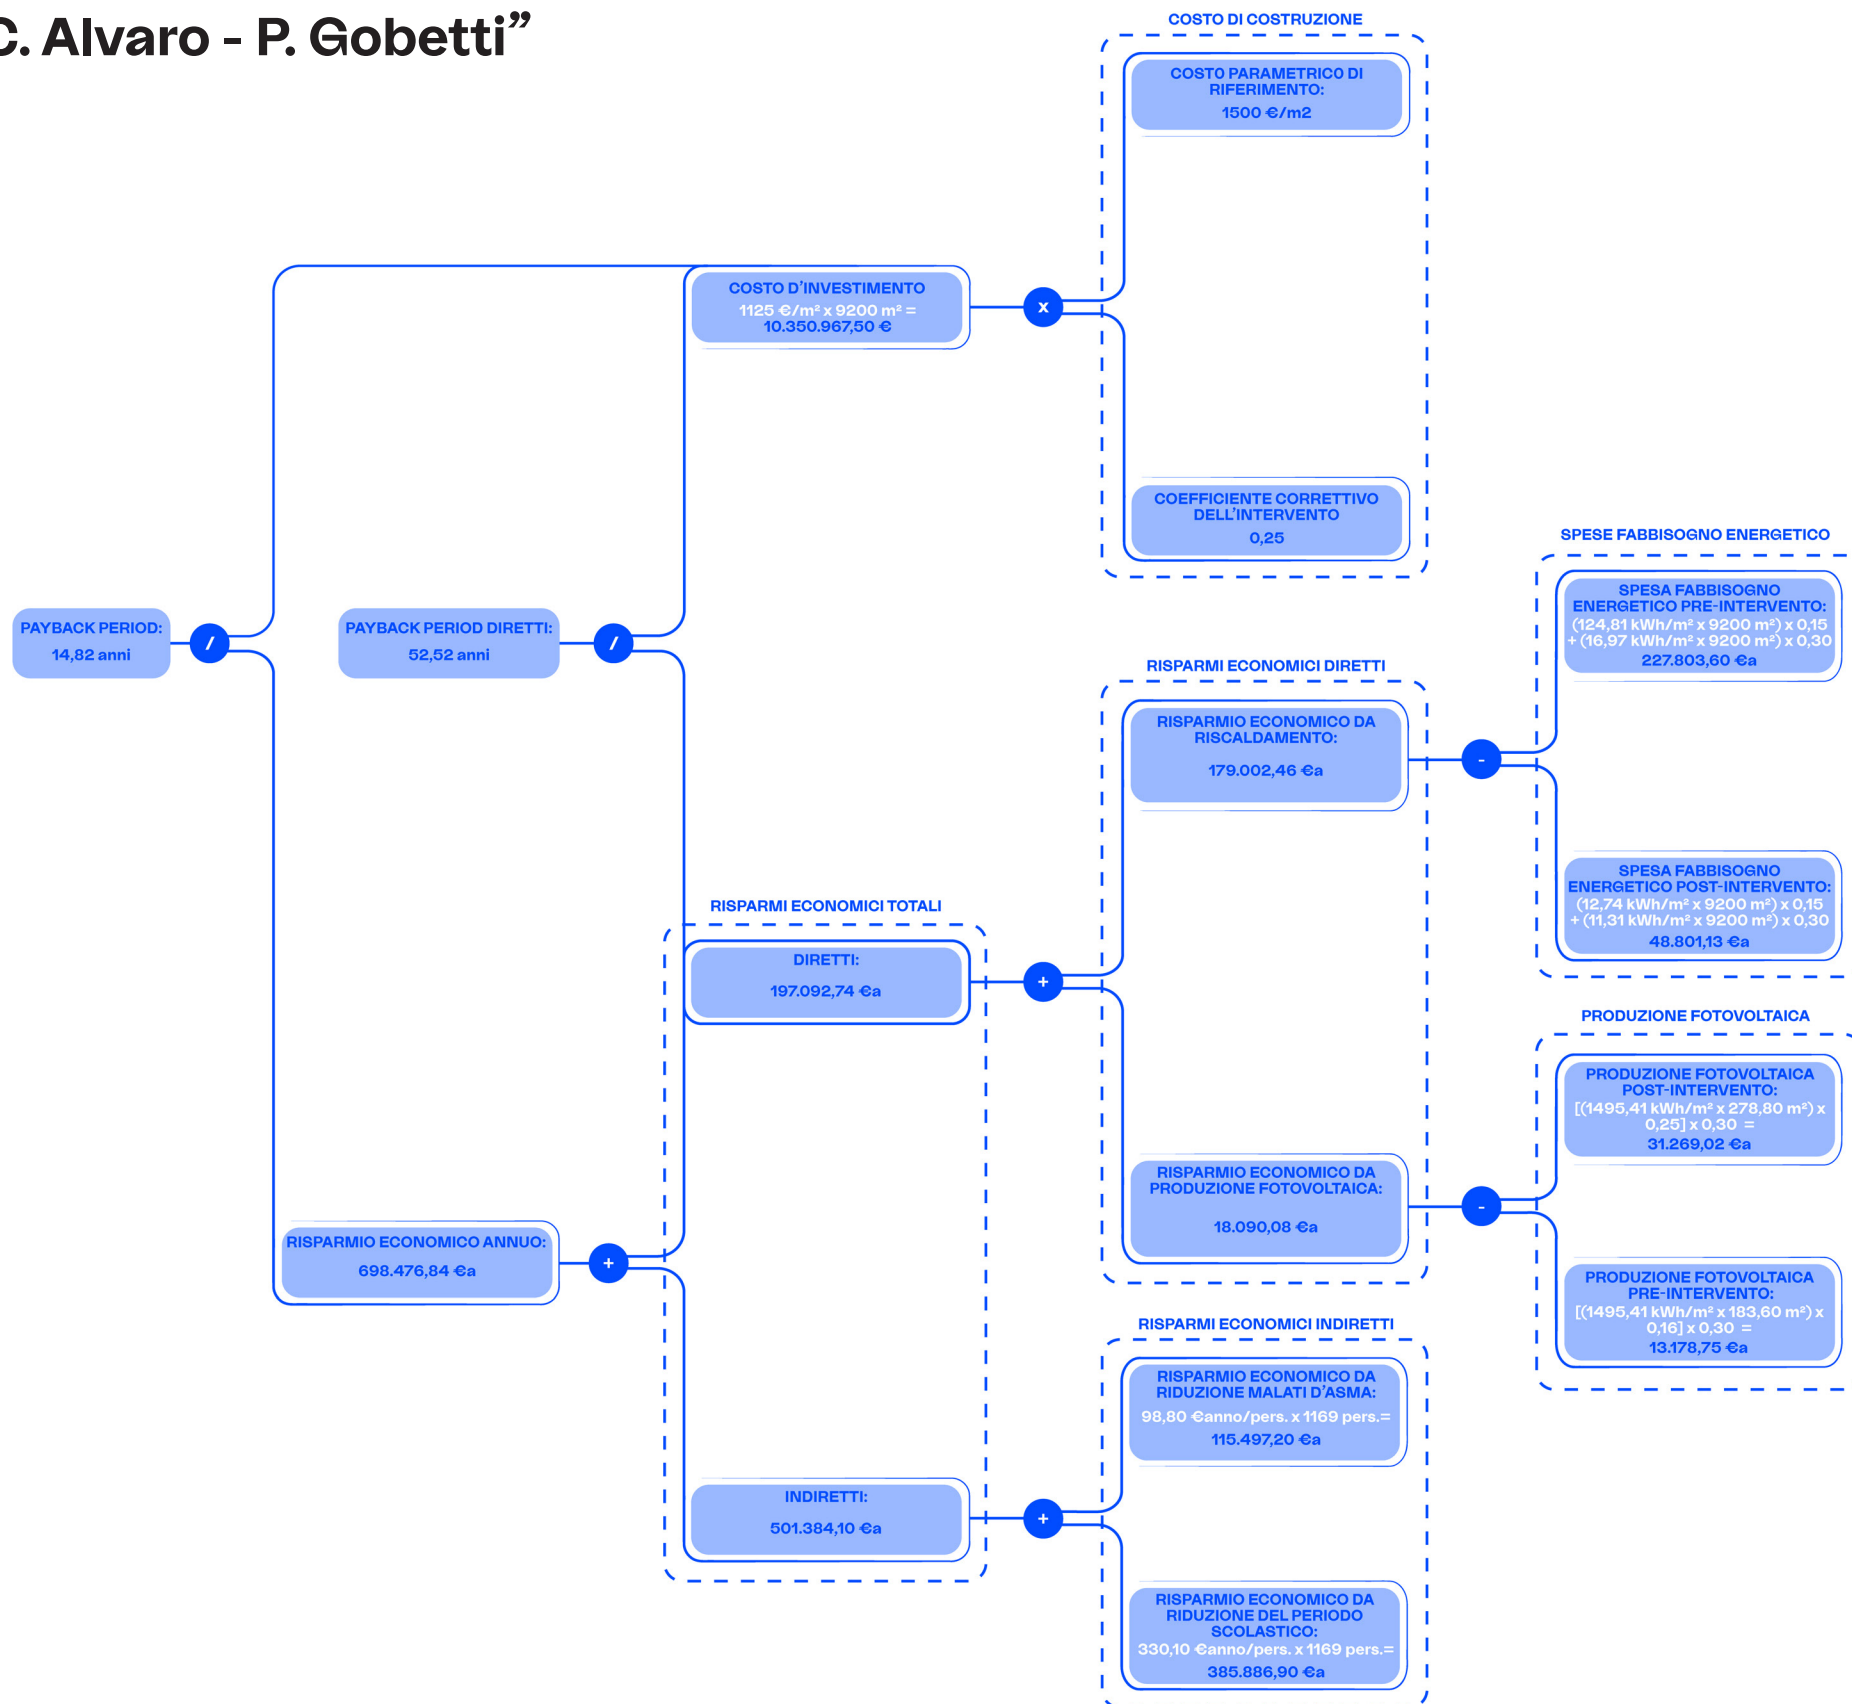 C. Alvaro - P. Gobetti”
COSTO DI COSTRUZIONE
COSTO PARAMETRICO DI
RIFERIMENTO:
1500 €/m2
COSTO D’INVESTIMENTO
1125 €/m² x 9200 m² =
10.350.967,50 €
x
COEFFICIENTE CORRETTIVO
DELL’INTERVENTO
0,25
PAYBACK PERIOD:
14,82 anni
/
PAYBACK PERIOD DIRETTI:
52,52 anni
/
SPESE FABBISOGNO ENERGETICO
SPESA FABBISOGNO
ENERGETICO PRE-INTERVENTO:
(124,81 kWh/m² x 9200 m²) x 0,15
+ (16,97 kWh/m² x 9200 m²) x 0,30
227.803,60 €a
RISPARMI ECONOMICI DIRETTI
RISPARMIO ECONOMICO DA
RISCALDAMENTO:
179.002,46 €a
-
SPESA FABBISOGNO
ENERGETICO POST-INTERVENTO:
(12,74 kWh/m² x 9200 m²) x 0,15
+ (11,31 kWh/m² x 9200 m²) x 0,30
48.801,13 €a
RISPARMI ECONOMICI TOTALI
DIRETTI:
197.092,74 €a
+
PRODUZIONE FOTOVOLTAICA
PRODUZIONE FOTOVOLTAICA
POST-INTERVENTO:
[(1495,41 kWh/m² x 278,80 m²) x
0,25] x 0,30 =
31.269,02 €a
RISPARMIO ECONOMICO DA
PRODUZIONE FOTOVOLTAICA:
18.090,08 €a
-
RISPARMIO ECONOMICO ANNUO:
698.476,84 €a
+
PRODUZIONE FOTOVOLTAICA
PRE-INTERVENTO:
[(1495,41 kWh/m² x 183,60 m²) x
0,16] x 0,30 =
13.178,75 €a
RISPARMI ECONOMICI INDIRETTI
RISPARMIO ECONOMICO DA
RIDUZIONE MALATI D’ASMA:
98,80 €anno/pers. x 1169 pers.=
115.497,20 €a
INDIRETTI:
501.384,10 €a
+
RISPARMIO ECONOMICO DA
RIDUZIONE DEL PERIODO
SCOLASTICO:
330,10 €anno/pers. x 1169 pers.=
385.886,90 €a